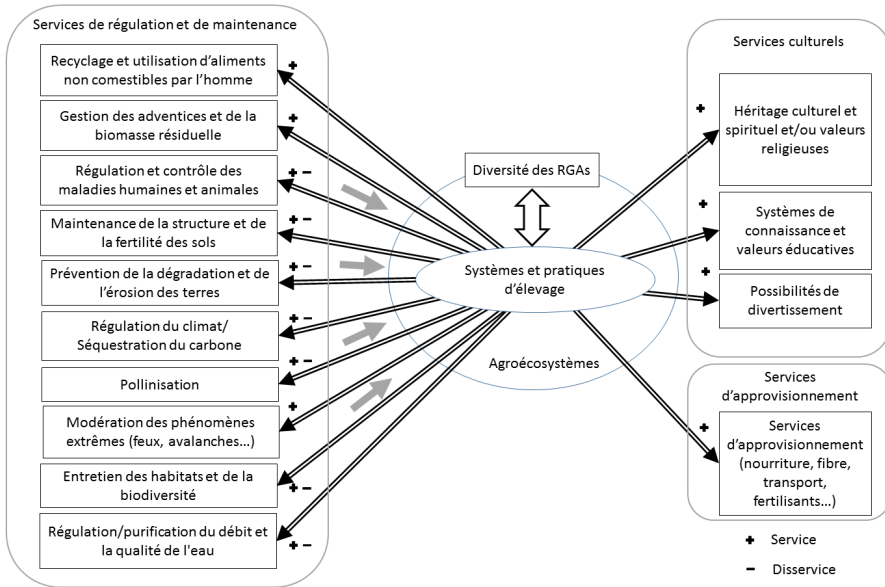 Services de régulation et de maintenance
Recyclage et utilisation d'aliments
non comestibles par l'homme
+
Gestion des adventices et de la
biomasse résiduelle
+
Régulation et contrôle des
maladies humaines et animales
+ –
Maintenance de la structure et de
la fertilité des sols
+ –
Prévention de la dégradation et de
l'érosion des terres
+ –
Régulation du climat/
Séquestration du carbone
+ –
Pollinisation
+ –
Modération des phénomènes
extrêmes (feux, avalanches…)
+
Entretien des habitats et de la
biodiversité
+ –
Régulation/purification du débit et
la qualité de l'eau
+ –
Diversité des RGAs
Systèmes et pratiques
d'élevage
Agroécosystèmes
Services culturels
+
Héritage culturel et
spirituel et/ou valeurs
religieuses
+
Systèmes de
connaissance et
valeurs éducatives
+
Possibilités de
divertissement
Services
d'approvisionnement
+
Services
d'approvisionnement
(nourriture, fibre,
transport,
fertilisants…)
+ Service
– Disservice